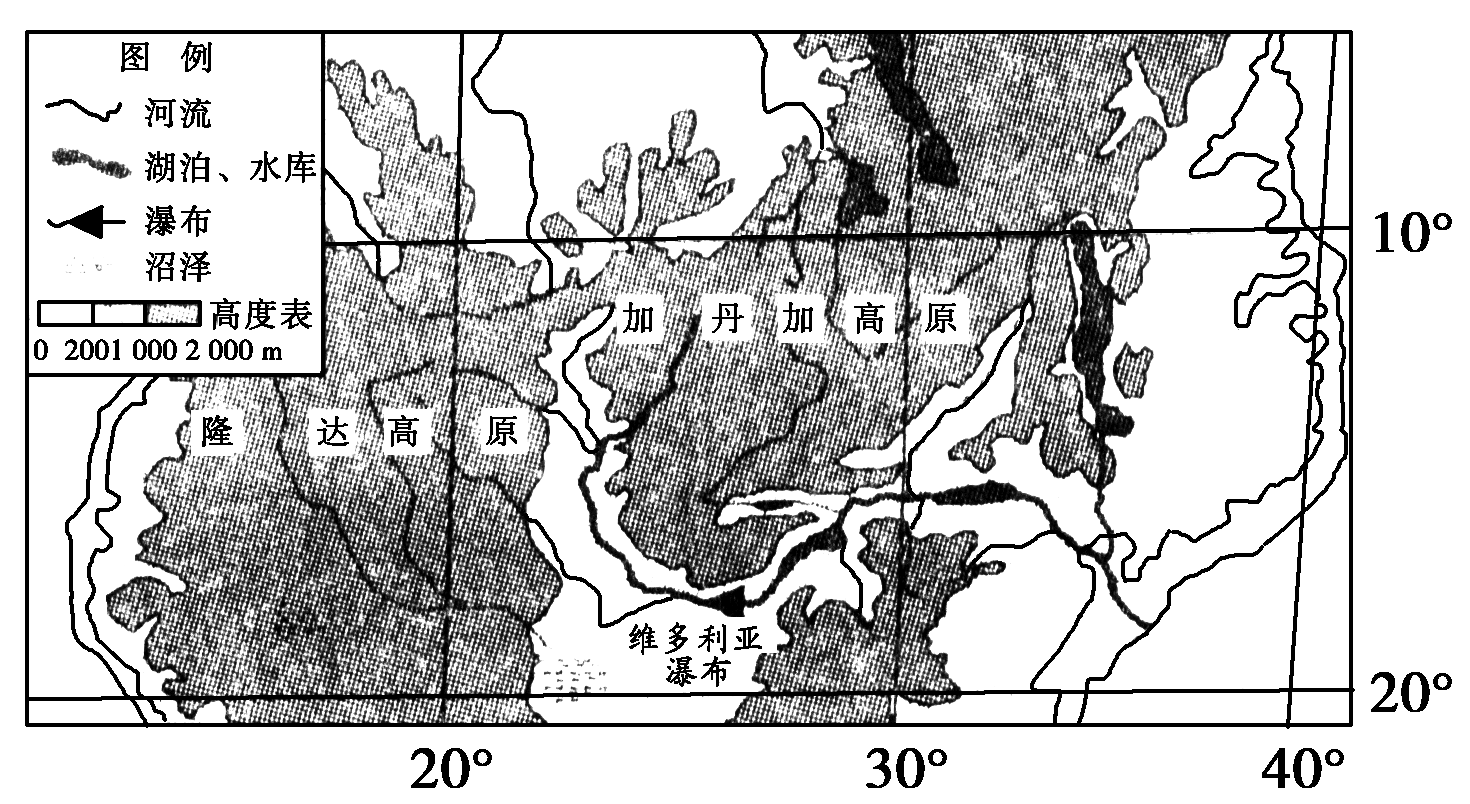 图 例
河流
湖泊、水库
瀑布
沼泽
高度表
0 2001 000 2 000 m
加丹加高原
隆达高原
维多利亚
瀑布
10°
20°
20° 30° 40°